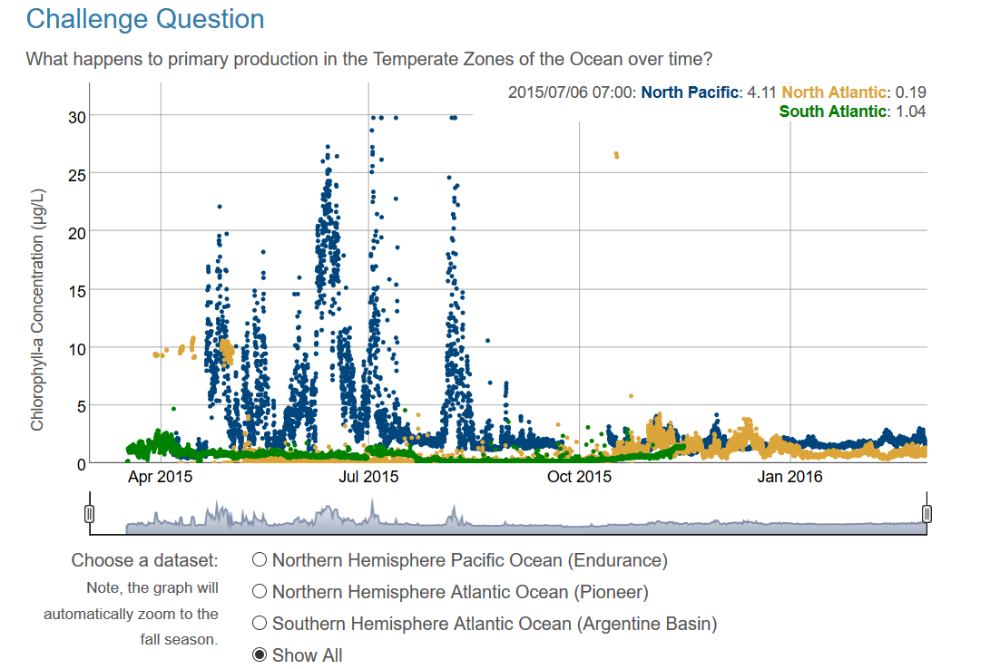 Challenge Question
What happens to primary production in the Temperate Zones of the Ocean over time?
2015/07/06 07:00: North Pacific: 4.11 North Atlantic: 0.19
South Atlantic: 1.04
Chlorophyll-a Concentration (µg/L)
30
25
20
15
10
5
0
Apr 2015 Jul 2015 Oct 2015 Jan 2016
Choose a dataset:
Note, the graph will
automatically zoom to the
fall season.
Northern Hemisphere Pacific Ocean (Endurance)
Northern Hemisphere Atlantic Ocean (Pioneer)
Southern Hemisphere Atlantic Ocean (Argentine Basin)
Show All